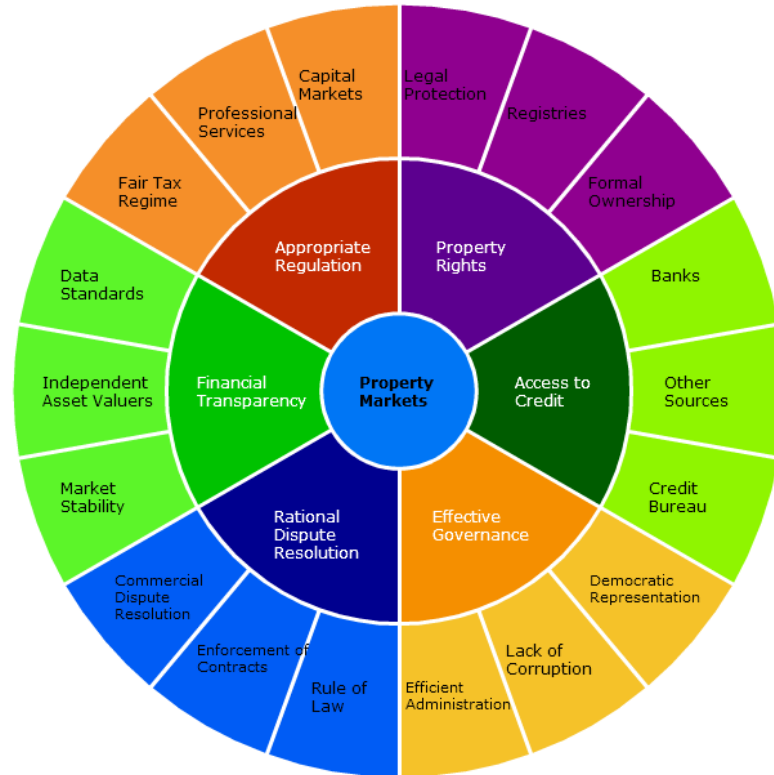 Capital
Markets
Legal
Protection
Professional
Services
Registries
Fair Tax
Regime
Formal
Ownership
Appropriate
Regulation
Property
Rights
Data
Standards
Banks
Independent
Asset Valuers
Financial
Transparency
Property
Markets
Access to
Credit
Other
Sources
Market
Stability
Credit
Bureau
Rational
Dispute
Resolution
Effective
Governance
Commercial
Dispute
Resolution
Democratic
Representation
Enforcement of
Contracts
Lack of
Corruption
Rule of
Law
Efficient
Administration